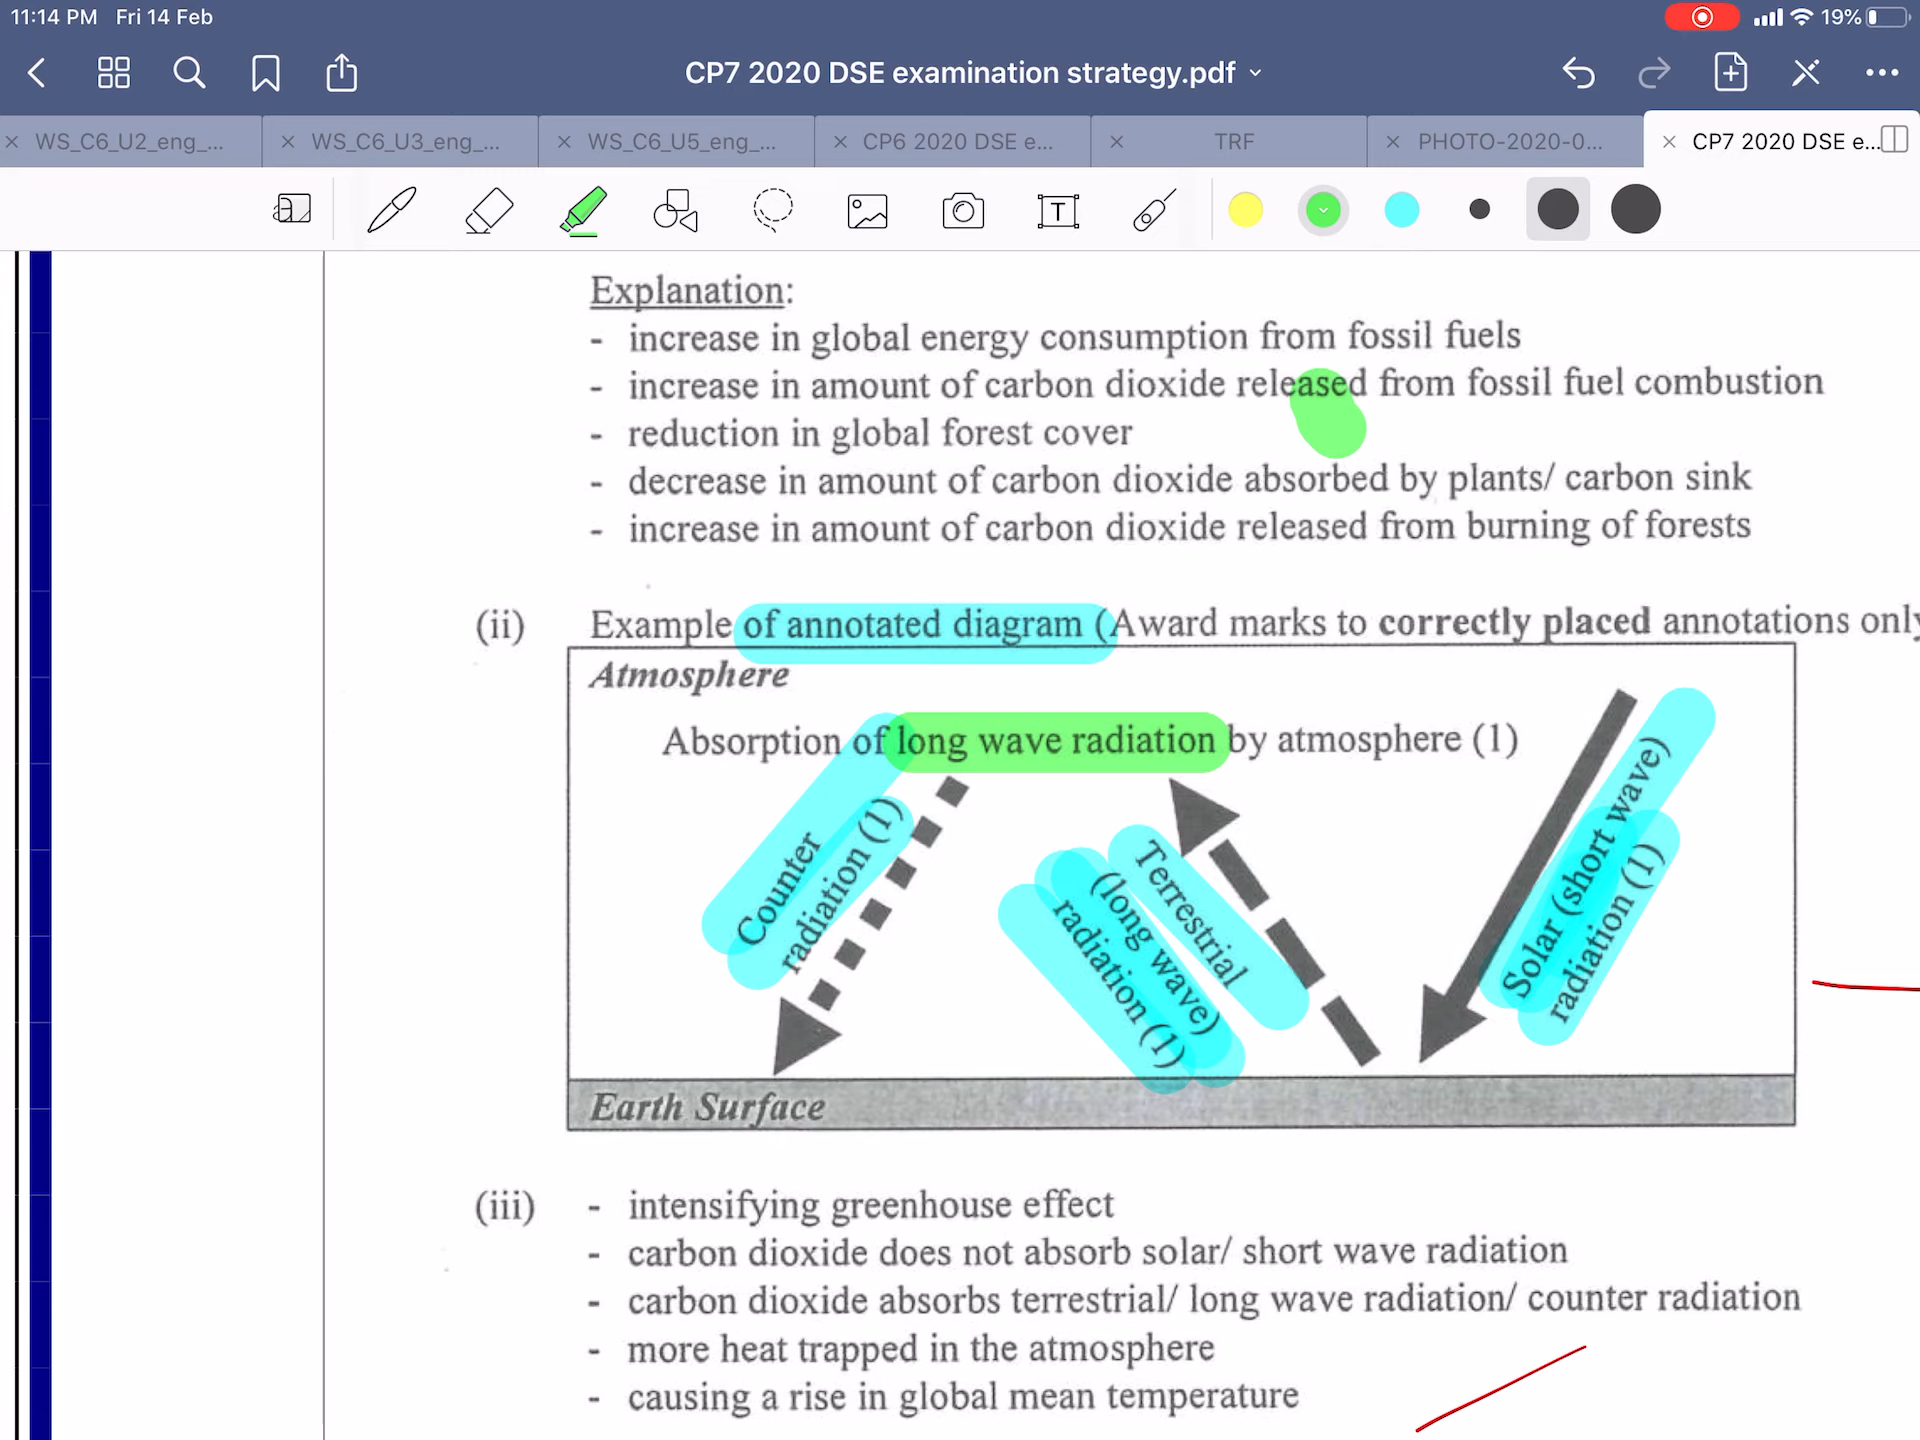 11:14 PM Fri 14 Feb
19%
CP7 2020 DSE examination strategy.pdf
WS_C6_U2_eng_...
WS_C6_U3_eng_...
WS_C6_U5_eng_...
CP6 2020 DSE e...
TRF
PHOTO-2020-0...
CP7 2020 DSE e...
a
T
Explanation:
- increase in global energy consumption from fossil fuels
- increase in amount of carbon dioxide released from fossil fuel combustion
- reduction in global forest cover
- decrease in amount of carbon dioxide absorbed by plants/ carbon sink
- increase in amount of carbon dioxide released from burning of forests
(ii) Example of annotated diagram (Award marks to correctly placed annotations only
Atmosphere
Absorption of long wave radiation by atmosphere (1)
Counter
radiation (1)
Terrestrial
(long wave)
radiation (1)
Solar (short wave)
radiation (1)
Earth Surface
(iii) - intensifying greenhouse effect
- carbon dioxide does not absorb solar/ short wave radiation
- carbon dioxide absorbs terrestrial/ long wave radiation/ counter radiation
- more heat trapped in the atmosphere
- causing a rise in global mean temperature